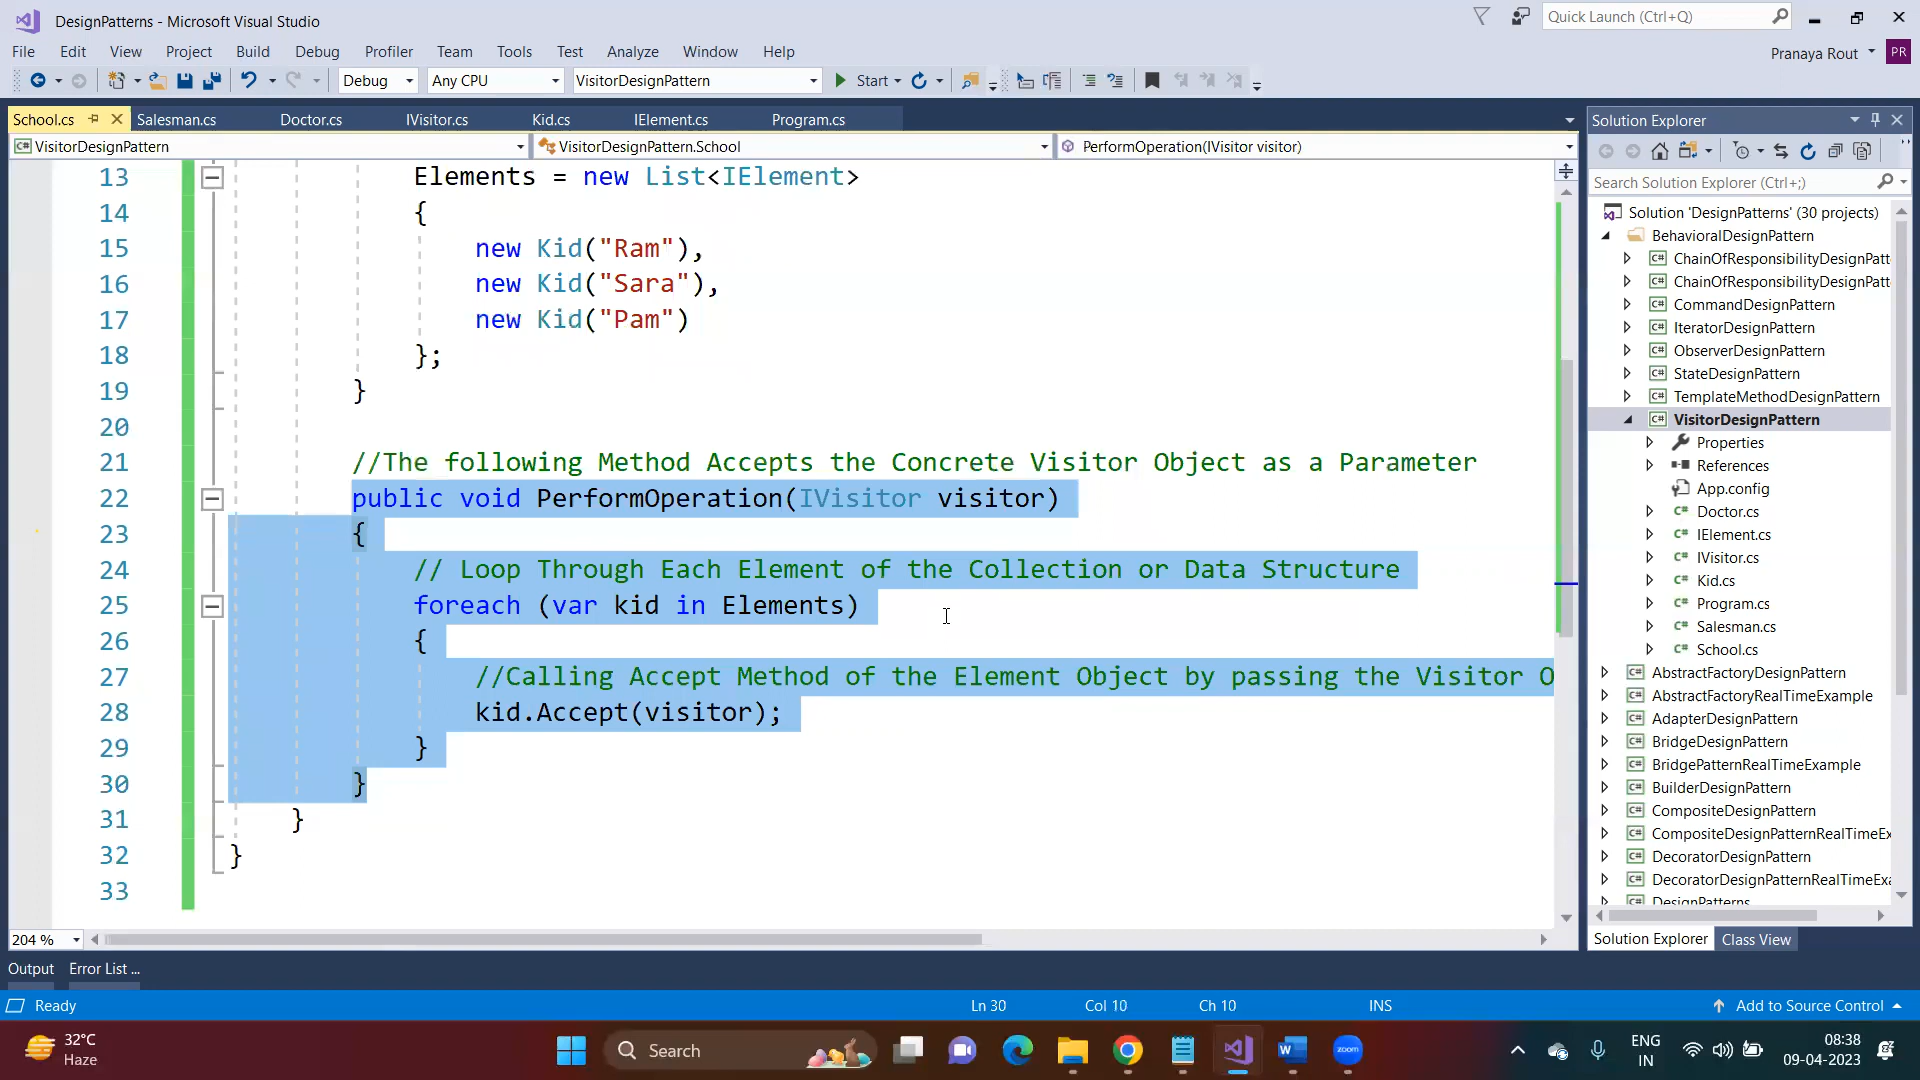 DesignPatterns - Microsoft Visual Studio
Quick Launch (Ctrl+Q)
File Edit View Project Build Debug Profiler Team Tools Test Analyze Window Help
Pranaya Rout PR
Debug Any CPU VisitorDesignPattern Start
School.cs Salesman.cs Doctor.cs IVisitor.cs Kid.cs IElement.cs Program.cs
VisitorDesignPattern VisitorDesignPattern.School PerformOperation(IVisitor visitor)
13 Elements = new List<IElement>
14 {
15 new Kid("Ram"),
16 new Kid("Sara"),
17 new Kid("Pam")
18 };
19 }
20
21 //The following Method Accepts the Concrete Visitor Object as a Parameter
22 public void PerformOperation(IVisitor visitor)
23 {
24 // Loop Through Each Element of the Collection or Data Structure
25 foreach (var kid in Elements)
26 {
27 //Calling Accept Method of the Element Object by passing the Visitor O
28 kid.Accept(visitor);
29 }
30 }
31 }
32 }
33
204 %
Solution Explorer
Search Solution Explorer (Ctrl+;)
Solution 'DesignPatterns' (30 projects)
BehavioralDesignPattern
C# ChainOfResponsibilityDesignPatt
C# ChainOfResponsibilityDesignPatt
C# CommandDesignPattern
C# IteratorDesignPattern
C# ObserverDesignPattern
C# StateDesignPattern
C# TemplateMethodDesignPattern
C# VisitorDesignPattern
Properties
References
App.config
C# Doctor.cs
C# IElement.cs
C# IVisitor.cs
C# Kid.cs
C# Program.cs
C# Salesman.cs
C# School.cs
C# AbstractFactoryDesignPattern
C# AbstractFactoryRealTimeExample
C# AdapterDesignPattern
C# BridgeDesignPattern
C# BridgePatternRealTimeExample
C# BuilderDesignPattern
C# CompositeDesignPattern
C# CompositeDesignPatternRealTimeEx
C# DecoratorDesignPattern
C# DecoratorDesignPatternRealTimeExa
C# DesignPatterns
Solution Explorer Class View
Output Error List ...
Ready Ln 30 Col 10 Ch 10 INS Add to Source Control
32°C
Haze
Search
zoom
ENG
IN
08:38
09-04-2023